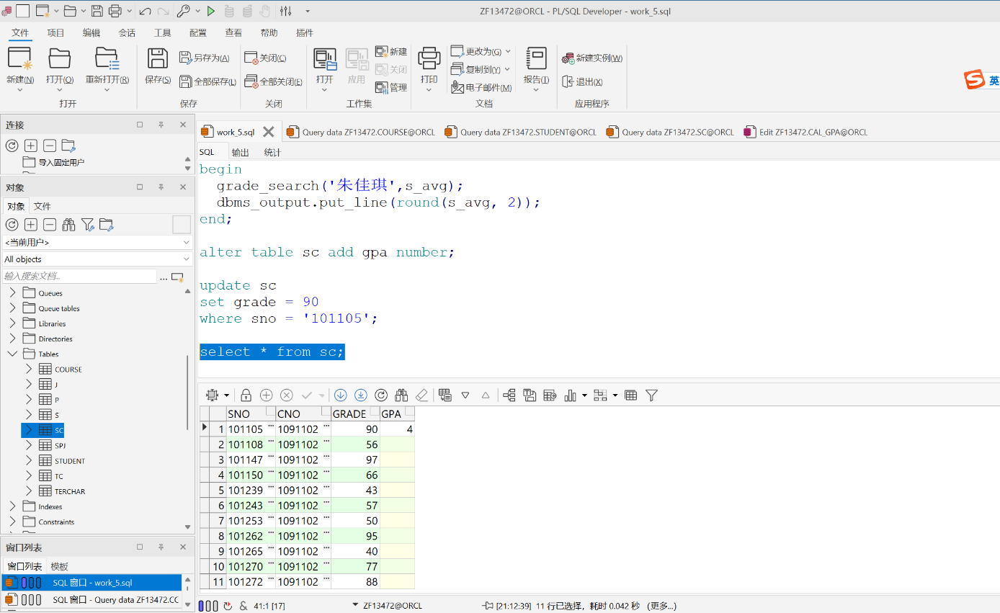 ZF13472@ORCL - PL/SQL Developer - work_5.sql
文件 项目 编辑 会话 工具 配置 查看 帮助 插件
新建(N) 打开(O) 重新打开(R) 保存(S) 另存为(A) 全部保存(L) 关闭(C) 全部关闭(E) 打开 应用 新建 关闭 管理 打印 更改为(G) 复制到(Y) 电子邮件(M) 报告(T) 新建实例(W) 退出(X)
打开 保存 关闭 工作集 文档 应用程序
英
连接
导入固定用户
对象
对象 文件
<当前用户>
All objects
输入搜索文档... ...
Queues
Queue tables
Libraries
Directories
Tables
COURSE
J
P
S
SC
SPJ
STUDENT
TC
TERCHAR
Indexes
Constraints
窗口列表
窗口列表 模板
SQL 窗口 - work_5.sql
SQL 窗口 - Query data ZF13472.CC
work_5.sql Query data ZF13472.COURSE@ORCL Query data ZF13472.STUDENT@ORCL Query data ZF13472.SC@ORCL Edit ZF13472.CAL_GPA@ORCL
SQL 输出 统计
begin
grade_search('朱佳琪',s_avg);
dbms_output.put_line(round(s_avg, 2));
end;
alter table sc add gpa number;
update sc
set grade = 90
where sno = '101105';
select * from sc;
SNO CNO GRADE GPA
1 101105 ... 1091102 ... 90 4
2 101108 ... 1091102 ... 56
3 101147 ... 1091102 ... 97
4 101150 ... 1091102 ... 66
5 101239 ... 1091102 ... 43
6 101243 ... 1091102 ... 57
7 101253 ... 1091102 ... 50
8 101262 ... 1091102 ... 95
9 101265 ... 1091102 ... 40
10 101270 ... 1091102 ... 77
11 101272 ... 1091102 ... 88
& 41:1 [17] ZF13472@ORCL [21:12:39] 11 行已选择，耗时 0.042 秒 (更多...)